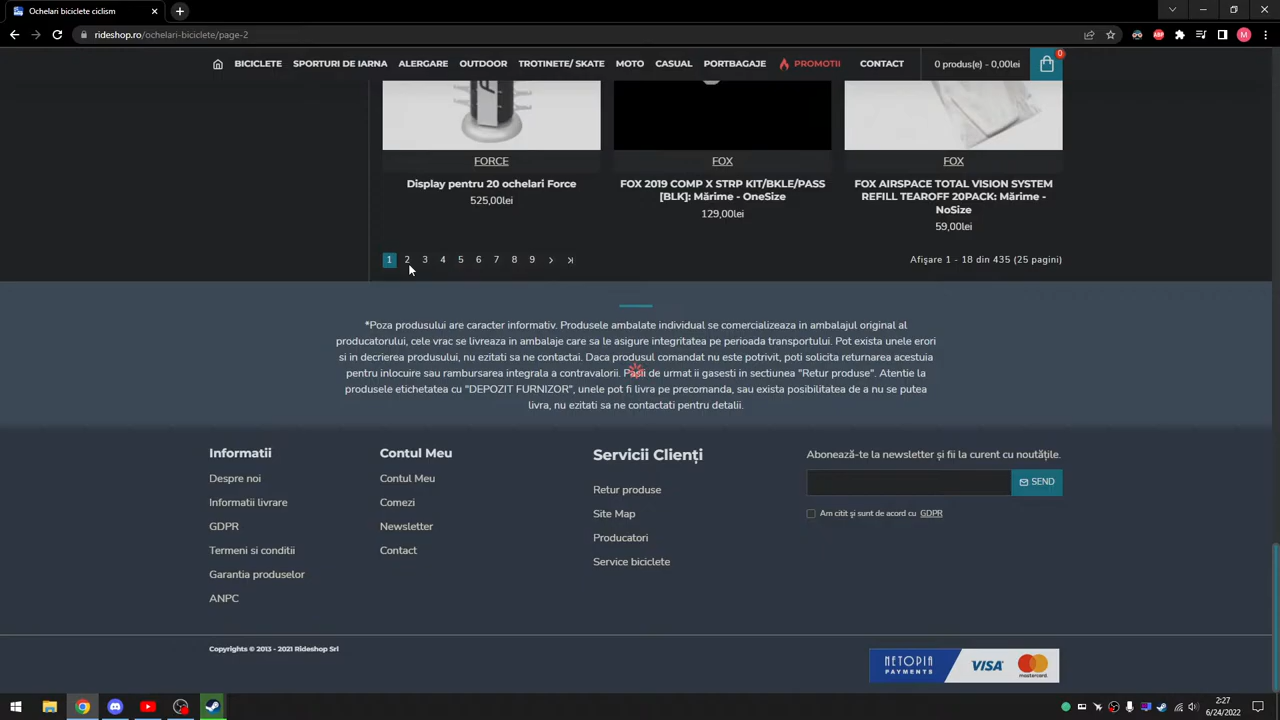 Ochelari biciclete ciclism
rideshop.ro/ochelari-biciclete/page-2
ABP
M
BICICLETE SPORTURI DE IARNA ALERGARE OUTDOOR TROTINETE/ SKATE MOTO CASUAL PORTBAGAJE PROMOTII CONTACT 0 produs(e) - 0,00lei 0
FORCE
Display pentru 20 ochelari Force
525,00lei
FOX
FOX 2019 COMP X STRP KIT/BKLE/PASS
[BLK]: Mărime - OneSize
129,00lei
FOX
FOX AIRSPACE TOTAL VISION SYSTEM
REFILL TEAROFF 20PACK: Mărime -
NoSize
59,00lei
1 2 3 4 5 6 7 8 9 > >|
Afişare 1 - 18 din 435 (25 pagini)
*Poza produsului are caracter informativ. Produsele ambalate individual se comercializeaza in ambalajul original al
producatorului, cele vrac se livreaza in ambalaje care sa le asigure integritatea pe perioada transportului. Pot exista unele erori
si in decrierea produsului, nu ezitati sa ne contactai. Daca produsul comandat nu este potrivit, poti solicita returnarea acestuia
pentru inlocuire sau rambursarea integrala a contravalorii. Pasii de urmat ii gasesti in sectiunea "Retur produse". Atentie la
produsele etichetatea cu "DEPOZIT FURNIZOR", unele pot fi livra pe precomanda, sau exista posibilitatea de a nu se putea
livra, nu ezitati sa ne contactati pentru detalii.
Informatii
Despre noi
Informatii livrare
GDPR
Termeni si conditii
Garantia produselor
ANPC
Contul Meu
Contul Meu
Comezi
Newsletter
Contact
Servicii Clienți
Retur produse
Site Map
Producatori
Service biciclete
Abonează-te la newsletter și fii la curent cu noutățile.
SEND
Am citit şi sunt de acord cu GDPR
Copyrights © 2013 - 2021 Rideshop Srl
NETOPIA
PAYMENTS
VISA
mastercard
2:27
6/24/2022